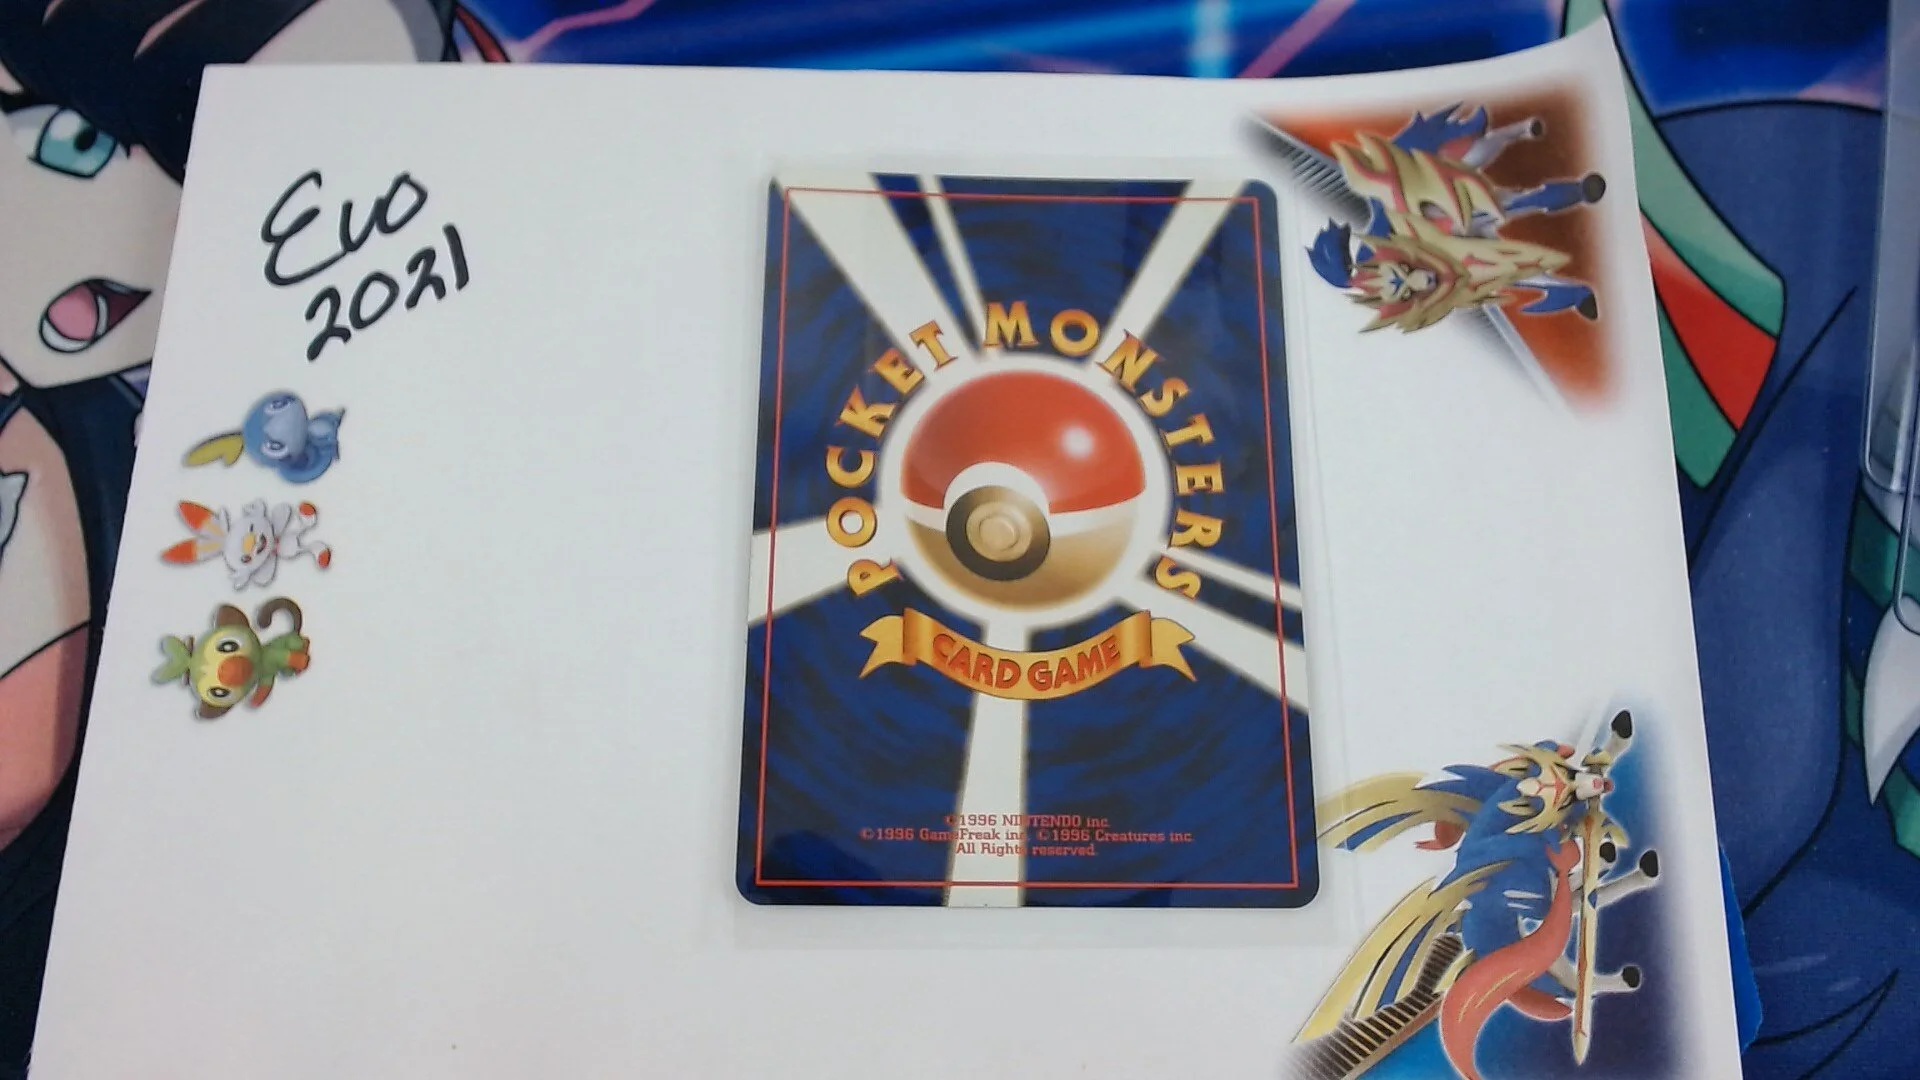 Evo
2021
POCKET MONSTERS
CARD GAME
©1996 NINTENDO inc.
©1996 GameFreak inc. ©1996 Creatures inc.
All Rights reserved.